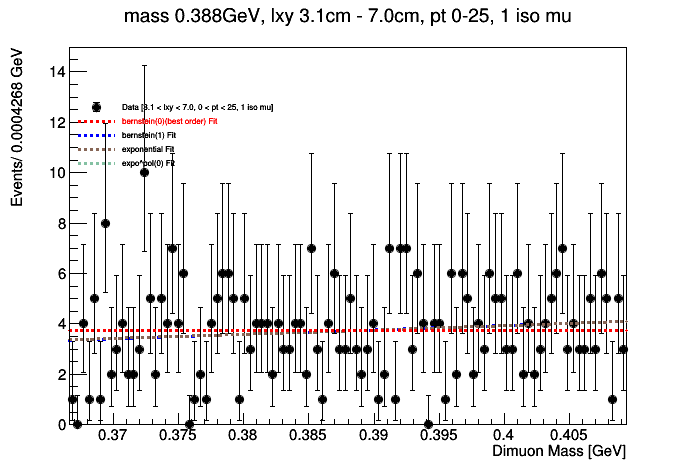 mass 0.388GeV, lxy 3.1cm - 7.0cm, pt 0-25, 1 iso mu
Events/ 0.0004268 GeV
14
12
10
8
6
4
2
0
Data [3.1 < lxy < 7.0, 0 < pt < 25, 1 iso mu]
bernstein(0)(best order) Fit
bernstein(1) Fit
exponential Fit
expo*pol(0) Fit
0.37 0.375 0.38 0.385 0.39 0.395 0.4 0.405
Dimuon Mass [GeV]